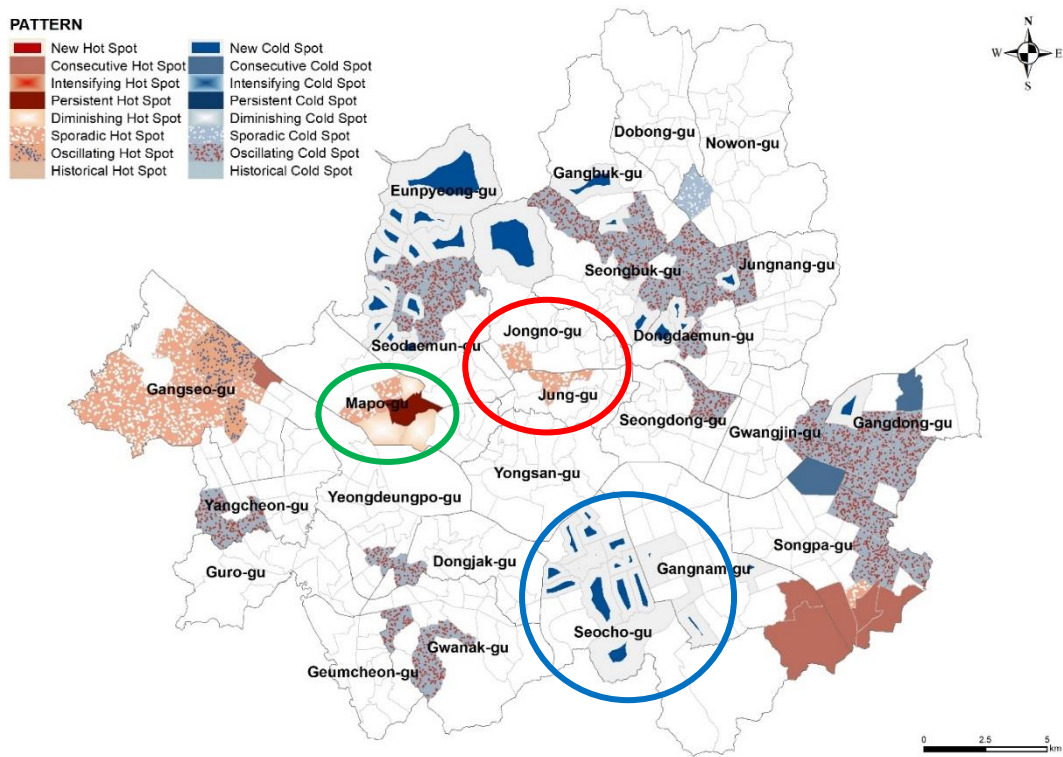 PATTERN
New Hot Spot
Consecutive Hot Spot
Intensifying Hot Spot
Persistent Hot Spot
Diminishing Hot Spot
Sporadic Hot Spot
Oscillating Hot Spot
Historical Hot Spot
New Cold Spot
Consecutive Cold Spot
Intensifying Cold Spot
Persistent Cold Spot
Diminishing Cold Spot
Sporadic Cold Spot
Oscillating Cold Spot
Historical Cold Spot
N
W
E
S
Dobong-gu
Nowon-gu
Gangbuk-gu
Eunpyeong-gu
Seongbuk-gu
Jungnang-gu
Jongno-gu
Dongdaemun-gu
Seodaemun-gu
Gangseo-gu
Mapo-gu
Jung-gu
Seongdong-gu
Gwangjin-gu
Gangdong-gu
Yongsan-gu
Yeongdeungpo-gu
Yangcheon-gu
Songpa-gu
Dongjak-gu
Gangnam-gu
Guro-gu
Seocho-gu
Gwanak-gu
Geumcheon-gu
0 2.5 5
km